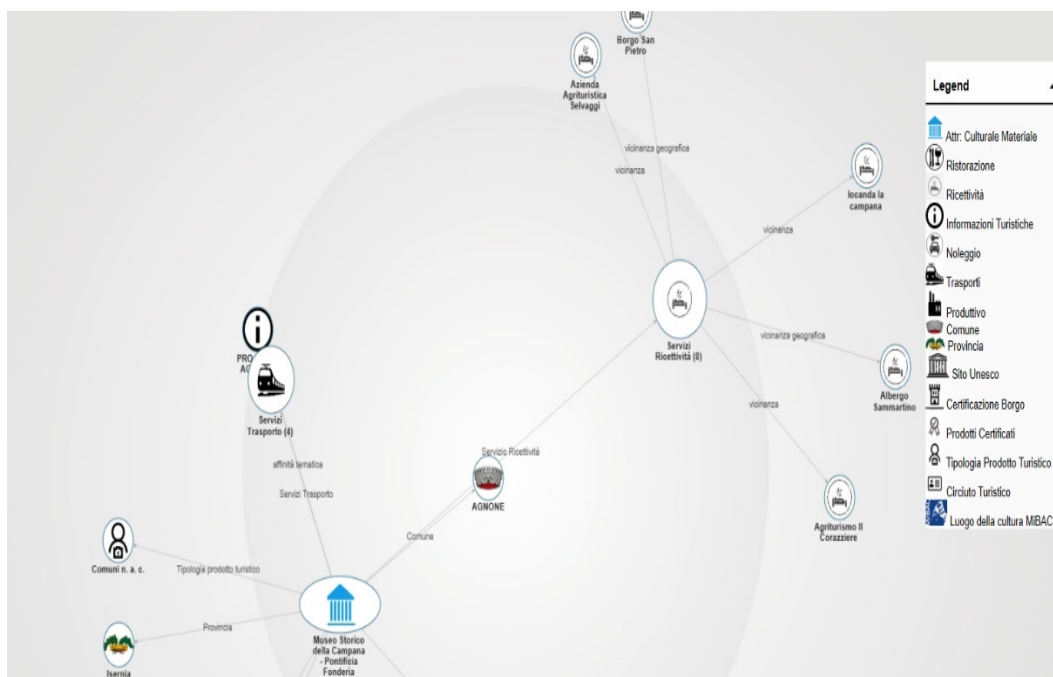 Borgo San
Pietro
Azienda
Agrituristica
Selvaggi
vicinanza geografica
vicinanza
locanda la
campana
vicinanza
Servizi
Ricettività (8)
vicinanza geografica
Albergo
Sammartino
vicinanza
Agriturismo Il
Corazziere
PRO
Servizi
Trasporto (4)
affinità tematica
Servizi Trasporto
Servizio Ricettività
AGNONE
Comune
Comuni n. a. c.
Tipologia prodotto turistico
Provincia
Isernia
Museo Storico
della Campana
- Pontificia
Fonderia
Legend
Attr. Culturale Materiale
Ristorazione
Ricettività
Informazioni Turistiche
Noleggio
Trasporti
Produttivo
Comune
Provincia
Sito Unesco
Certificazione Borgo
Prodotti Certificati
Tipologia Prodotto Turistico
Circiuto Turistico
Luogo della cultura MiBAC